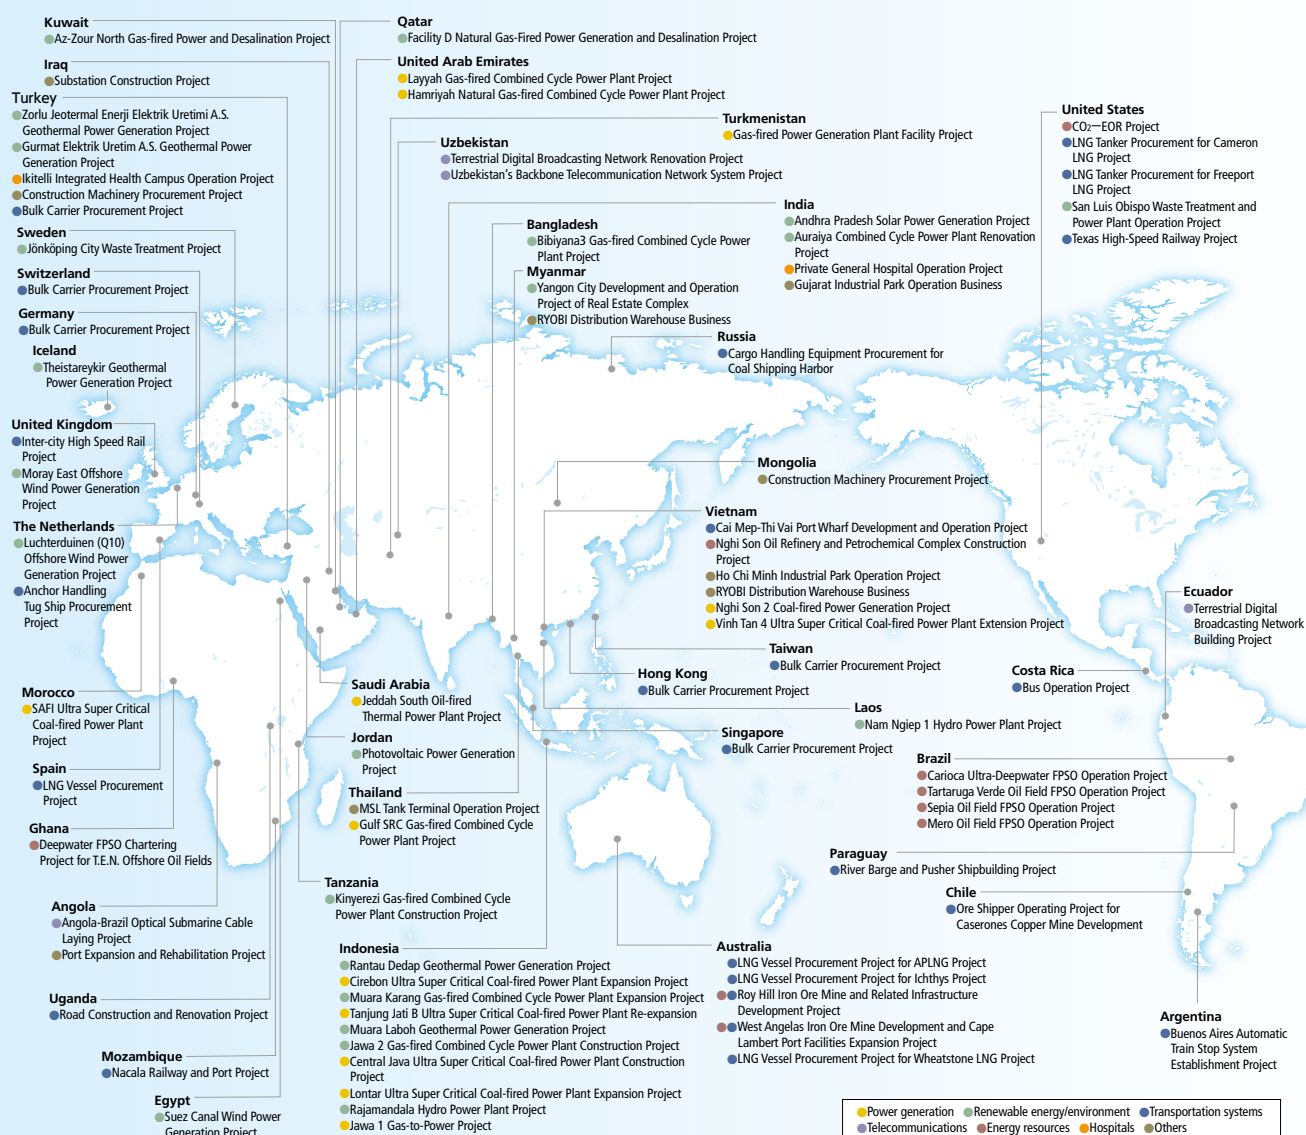 Kuwait
Az-Zour North Gas-fired Power and Desalination Project
Iraq
Substation Construction Project
Turkey
Zorlu Jeotermal Enerji Elektrik Uretimi A.S.
Geothermal Power Generation Project
Gurmat Elektrik Uretim A.S. Geothermal Power
Generation Project
Ikitelli Integrated Health Campus Operation Project
Construction Machinery Procurement Project
Bulk Carrier Procurement Project
Sweden
Jönköping City Waste Treatment Project
Switzerland
Bulk Carrier Procurement Project
Germany
Bulk Carrier Procurement Project
Iceland
Theistareykir Geothermal
Power Generation Project
United Kingdom
Inter-city High Speed Rail
Project
Moray East Offshore
Wind Power Generation
Project
The Netherlands
Luchterduinen (Q10)
Offshore Wind Power
Generation Project
Anchor Handling
Tug Ship Procurement
Project
Morocco
SAFI Ultra Super Critical
Coal-fired Power Plant
Project
Spain
LNG Vessel Procurement
Project
Ghana
Deepwater FPSO Chartering
Project for T.E.N. Offshore Oil Fields
Angola
Angola-Brazil Optical Submarine Cable
Laying Project
Port Expansion and Rehabilitation Project
Uganda
Road Construction and Renovation Project
Mozambique
Nacala Railway and Port Project
Egypt
Suez Canal Wind Power
Generation Project
Qatar
Facility D Natural Gas-Fired Power Generation and Desalination Project
United Arab Emirates
Layyah Gas-fired Combined Cycle Power Plant Project
Hamriyah Natural Gas-fired Combined Cycle Power Plant Project
Turkmenistan
Gas-fired Power Generation Plant Facility Project
Uzbekistan
Terrestrial Digital Broadcasting Network Renovation Project
Uzbekistan's Backbone Telecommunication Network System Project
India
Andhra Pradesh Solar Power Generation Project
Auraiya Combined Cycle Power Plant Renovation
Project
Private General Hospital Operation Project
Gujarat Industrial Park Operation Business
Bangladesh
Bibiyana3 Gas-fired Combined Cycle Power
Plant Project
Myanmar
Yangon City Development and Operation
Project of Real Estate Complex
RYOBI Distribution Warehouse Business
Russia
Cargo Handling Equipment Procurement for
Coal Shipping Harbor
Mongolia
Construction Machinery Procurement Project
Vietnam
Cai Mep-Thi Vai Port Wharf Development and Operation Project
Nghi Son Oil Refinery and Petrochemical Complex Construction
Project
Ho Chi Minh Industrial Park Operation Project
RYOBI Distribution Warehouse Business
Nghi Son 2 Coal-fired Power Generation Project
Vinh Tan 4 Ultra Super Critical Coal-fired Power Plant Extension Project
Taiwan
Bulk Carrier Procurement Project
Hong Kong
Bulk Carrier Procurement Project
Laos
Nam Ngiep 1 Hydro Power Plant Project
Singapore
Bulk Carrier Procurement Project
Saudi Arabia
Jeddah South Oil-fired
Thermal Power Plant Project
Jordan
Photovoltaic Power Generation
Project
Thailand
MSL Tank Terminal Operation Project
Gulf SRC Gas-fired Combined Cycle
Power Plant Project
Tanzania
Kinyerezi Gas-fired Combined Cycle
Power Plant Construction Project
Indonesia
Rantau Dedap Geothermal Power Generation Project
Cirebon Ultra Super Critical Coal-fired Power Plant Expansion Project
Muara Karang Gas-fired Combined Cycle Power Plant Expansion Project
Tanjung Jati B Ultra Super Critical Coal-fired Power Plant Re-expansion
Muara Laboh Geothermal Power Generation Project
Jawa 2 Gas-fired Combined Cycle Power Plant Construction Project
Central Java Ultra Super Critical Coal-fired Power Plant Construction
Project
Lontar Ultra Super Critical Coal-fired Power Plant Expansion Project
Rajamandala Hydro Power Plant Project
Jawa 1 Gas-to-Power Project
United States
CO2—EOR Project
LNG Tanker Procurement for Cameron
LNG Project
LNG Tanker Procurement for Freeport
LNG Project
San Luis Obispo Waste Treatment and
Power Plant Operation Project
Texas High-Speed Railway Project
Ecuador
Terrestrial Digital
Broadcasting Network
Building Project
Costa Rica
Bus Operation Project
Brazil
Carioca Ultra-Deepwater FPSO Operation Project
Tartaruga Verde Oil Field FPSO Operation Project
Sepia Oil Field FPSO Operation Project
Mero Oil Field FPSO Operation Project
Paraguay
River Barge and Pusher Shipbuilding Project
Chile
Ore Shipper Operating Project for
Caserones Copper Mine Development
Australia
LNG Vessel Procurement Project for APLNG Project
LNG Vessel Procurement Project for Ichthys Project
Roy Hill Iron Ore Mine and Related Infrastructure
Development Project
West Angelas Iron Ore Mine Development and Cape
Lambert Port Facilities Expansion Project
LNG Vessel Procurement Project for Wheatstone LNG Project
Argentina
Buenos Aires Automatic
Train Stop System
Establishment Project
Power generation Renewable energy/environment Transportation systems
Telecommunications Energy resources Hospitals Others